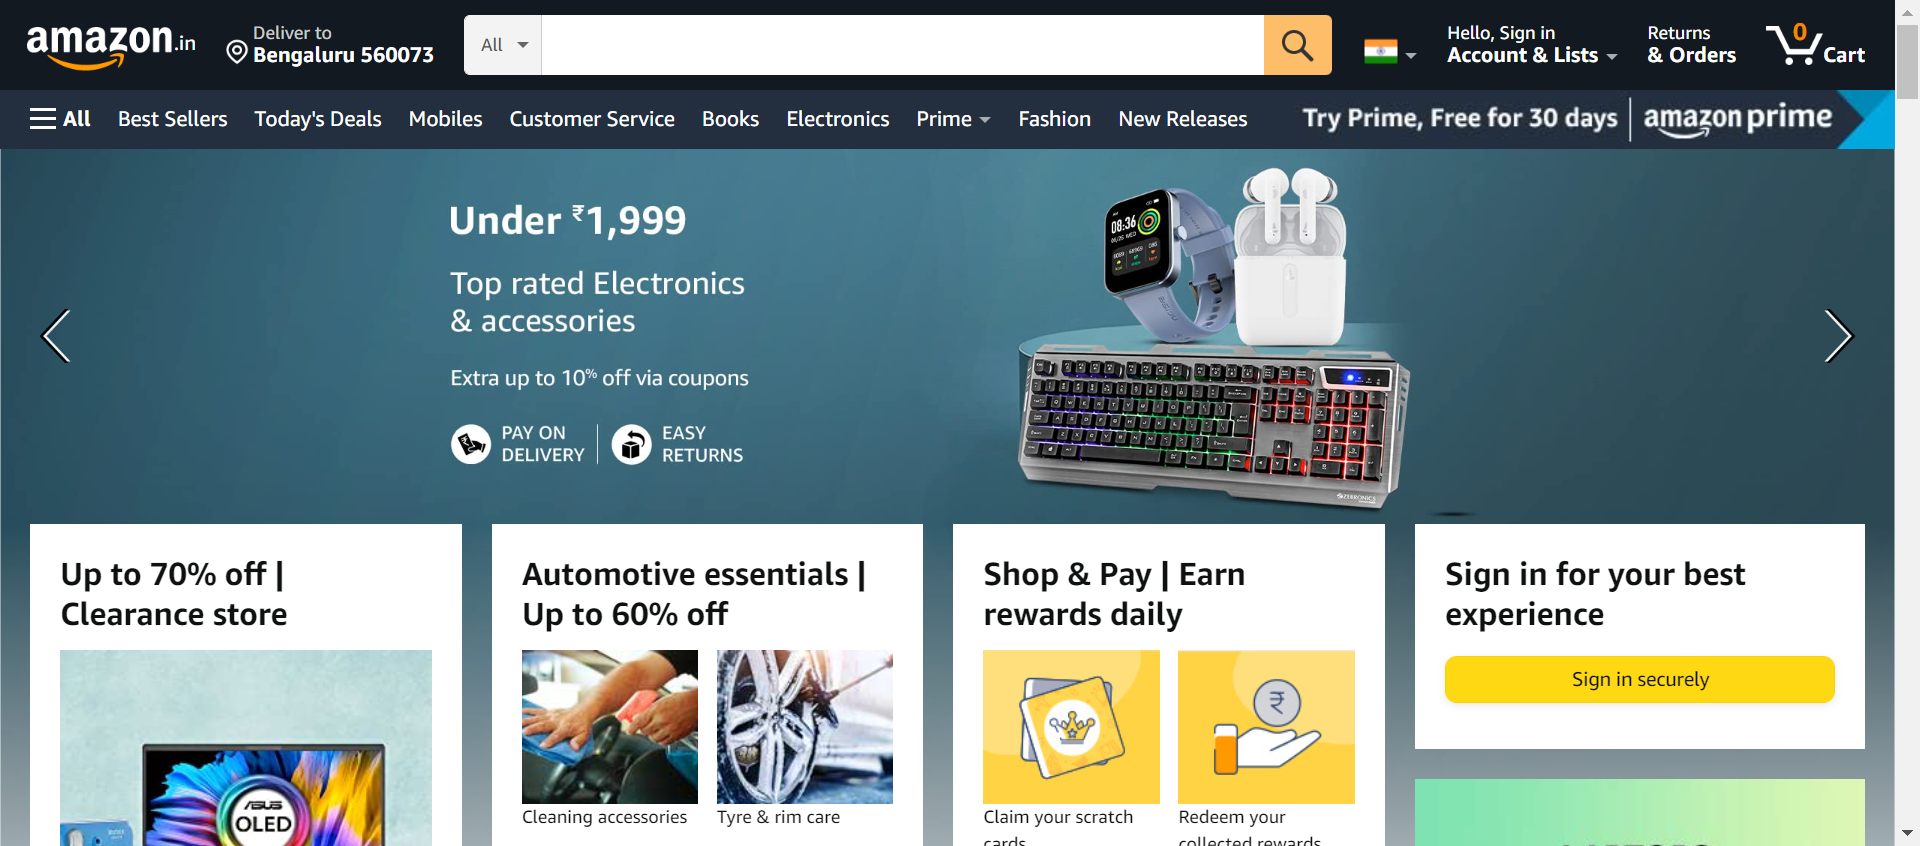 amazon.in
Deliver to
Bengaluru 560073
All
Hello, Sign in
Account & Lists
Returns
& Orders
0
Cart
All
Best Sellers
Today's Deals
Mobiles
Customer Service
Books
Electronics
Prime
Fashion
New Releases
Try Prime, Free for 30 days
amazon prime
Under ₹1,999
Top rated Electronics
& accessories
Extra up to 10% off via coupons
PAY ON
DELIVERY
EASY
RETURNS
08:36
ZEBRONICS
Up to 70% off |
Clearance store
ASUS
OLED
Automotive essentials |
Up to 60% off
Cleaning accessories
Tyre & rim care
Shop & Pay | Earn
rewards daily
₹
Claim your scratch
cards
Redeem your
collected rewards
Sign in for your best
experience
Sign in securely